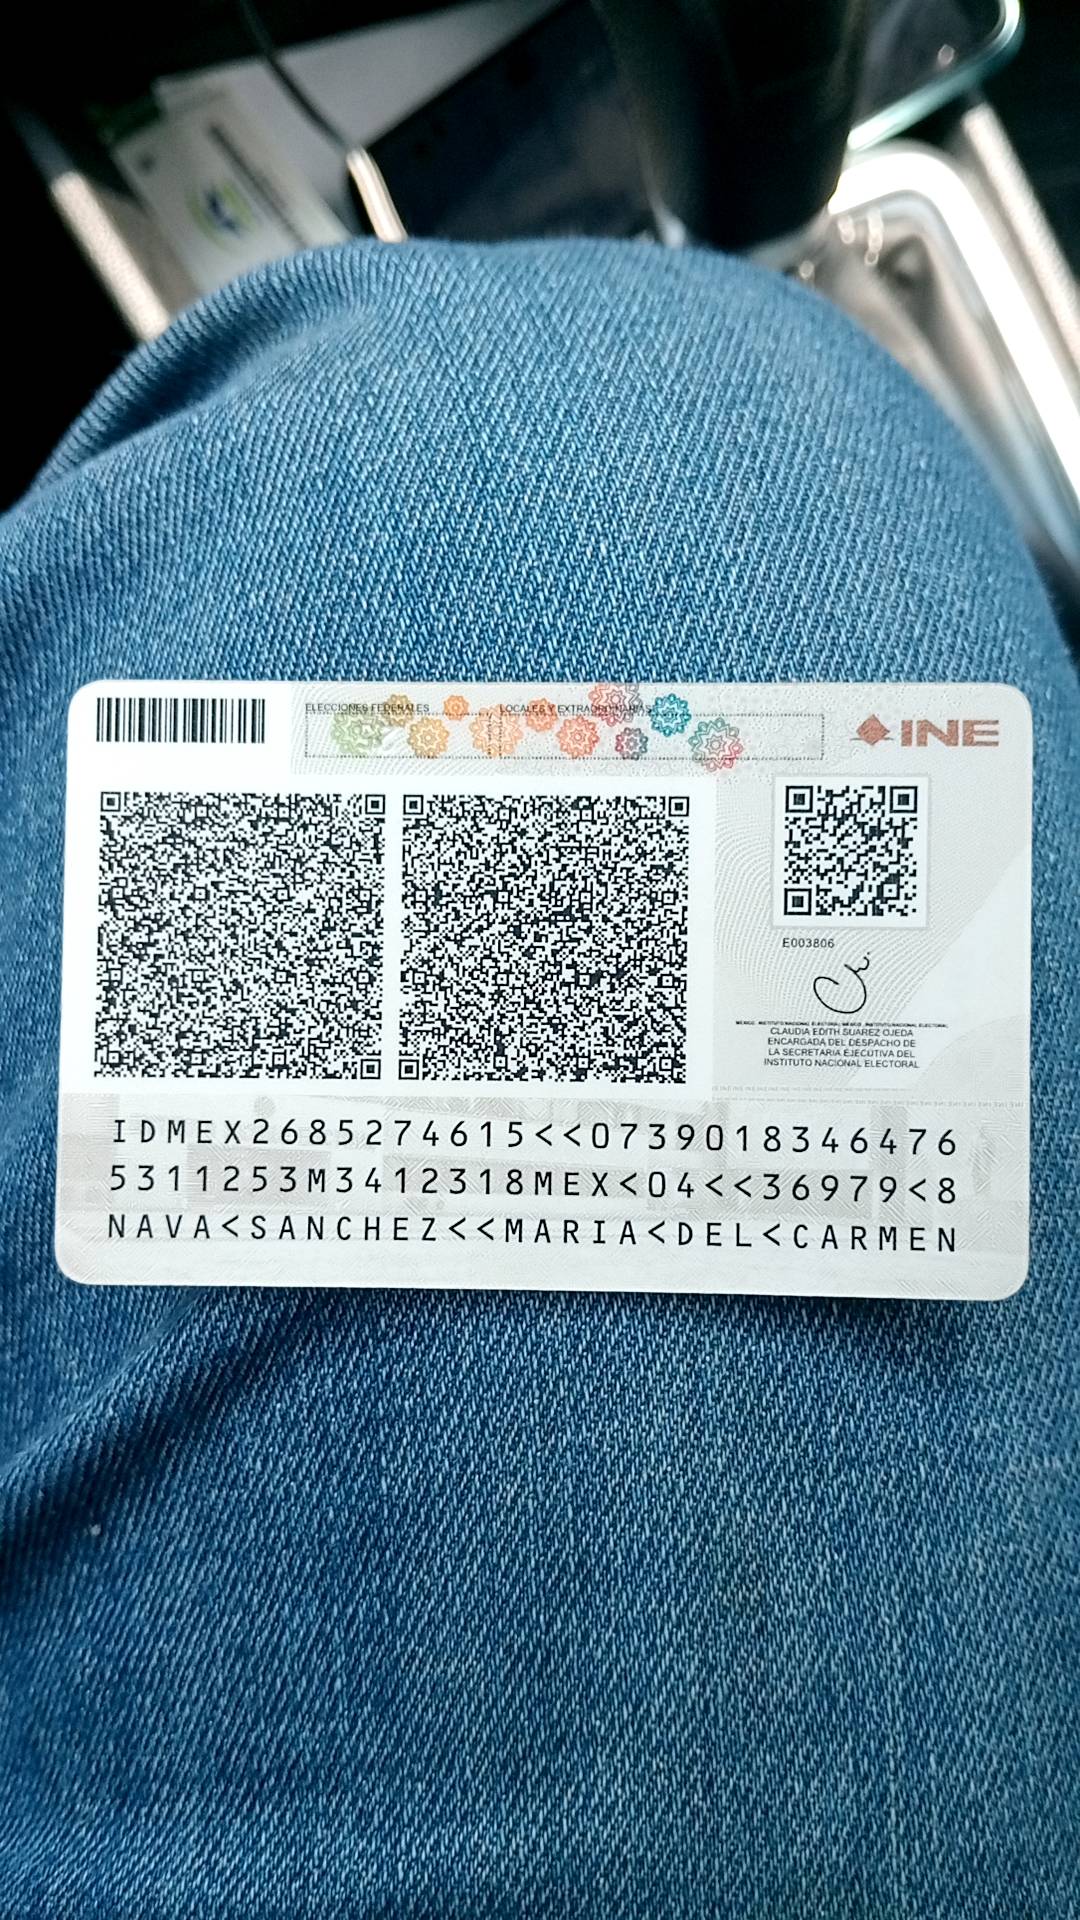 ELECCIONES FEDERALES LOCALES Y EXTRAORDINARIAS
INE
E003806
CLAUDIA EDITH SUAREZ OJEDA
ENCARGADA DEL DESPACHO DE
LA SECRETARIA EJECUTIVA DEL
INSTITUTO NACIONAL ELECTORAL
IDMEX2685274615<<0739018346476
5311253M3412318MEX<04<<36979<8
NAVA<SANCHEZ<<MARIA<DEL<CARMEN